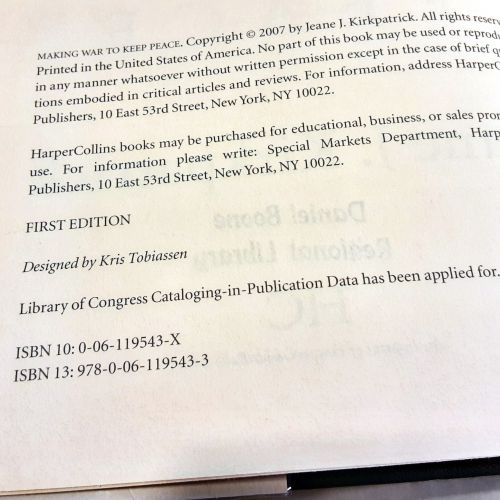 MAKING WAR TO KEEP PEACE. Copyright © 2007 by Jeane J. Kirkpatrick. All rights
Printed in the United States of America. No part of this book may be used or
in any manner whatsoever without written permission except in the case of brief
tions embodied in critical articles and reviews. For information, address
Publishers, 10 East 53rd Street, New York, NY 10022.
HarperCollins books may be purchased for educational, business, or sales
use. For information please write: Special Markets Department,
Publishers, 10 East 53rd Street, New York, NY 10022.
FIRST EDITION
Designed by Kris Tobiassen
Library of Congress Cataloging-in-Publication Data has been applied for.
ISBN 10: 0-06-119543-X
ISBN 13: 978-0-06-119543-3
Daniel Boone
Regional Library